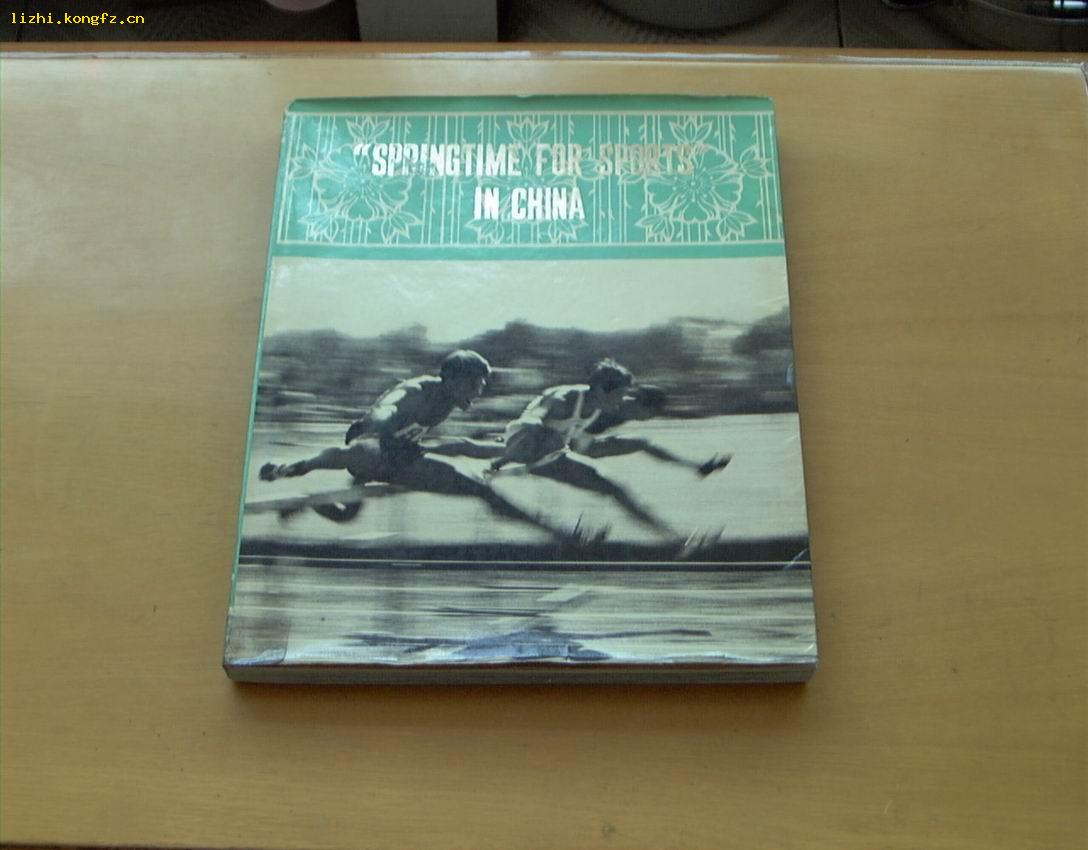 lizhi.kongfz.cn
"SPRINGTIME FOR SPORTS"
IN CHINA